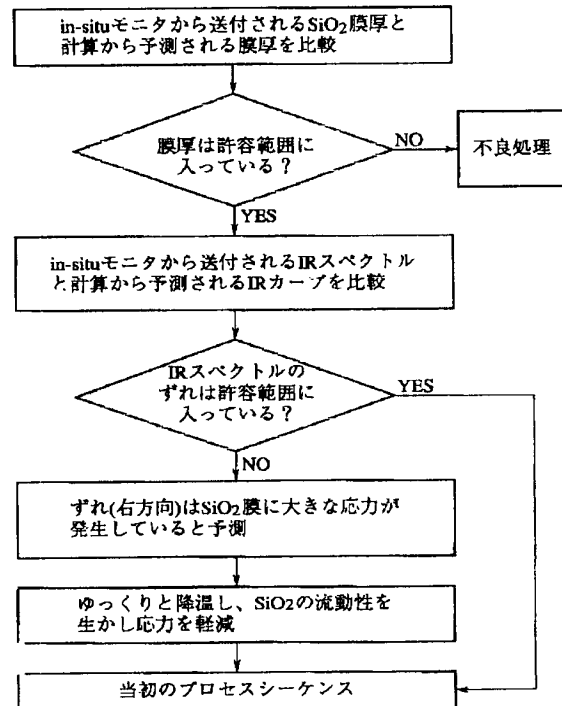 in-situモニタから送付されるSiO₂膜厚と
計算から予測される膜厚を比較
膜厚は許容範囲に
入っている？
NO
不良処理
YES
in-situモニタから送付されるIRスペクトル
と計算から予測されるIRカーブを比較
IRスペクトルの
ずれは許容範囲に
入っている？
YES
NO
ずれ(右方向)はSiO₂膜に大きな応力が
発生していると予測
ゆっくりと降温し、SiO₂の流動性を
生かし応力を軽減
当初のプロセスシーケンス